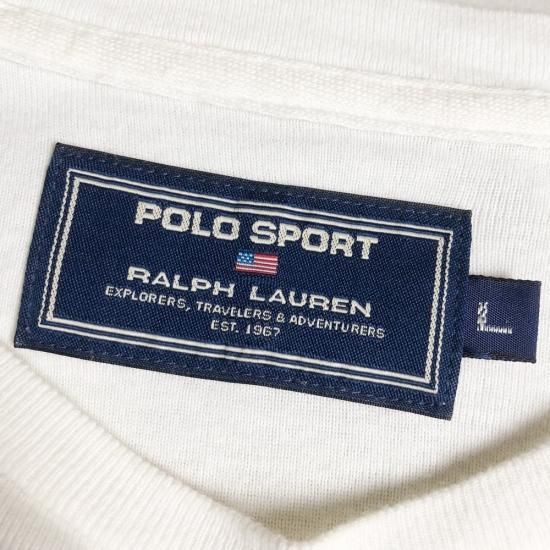 POLO SPORT
RALPH LAUREN
EXPLORERS, TRAVELERS & ADVENTURERS
EST. 1967
L